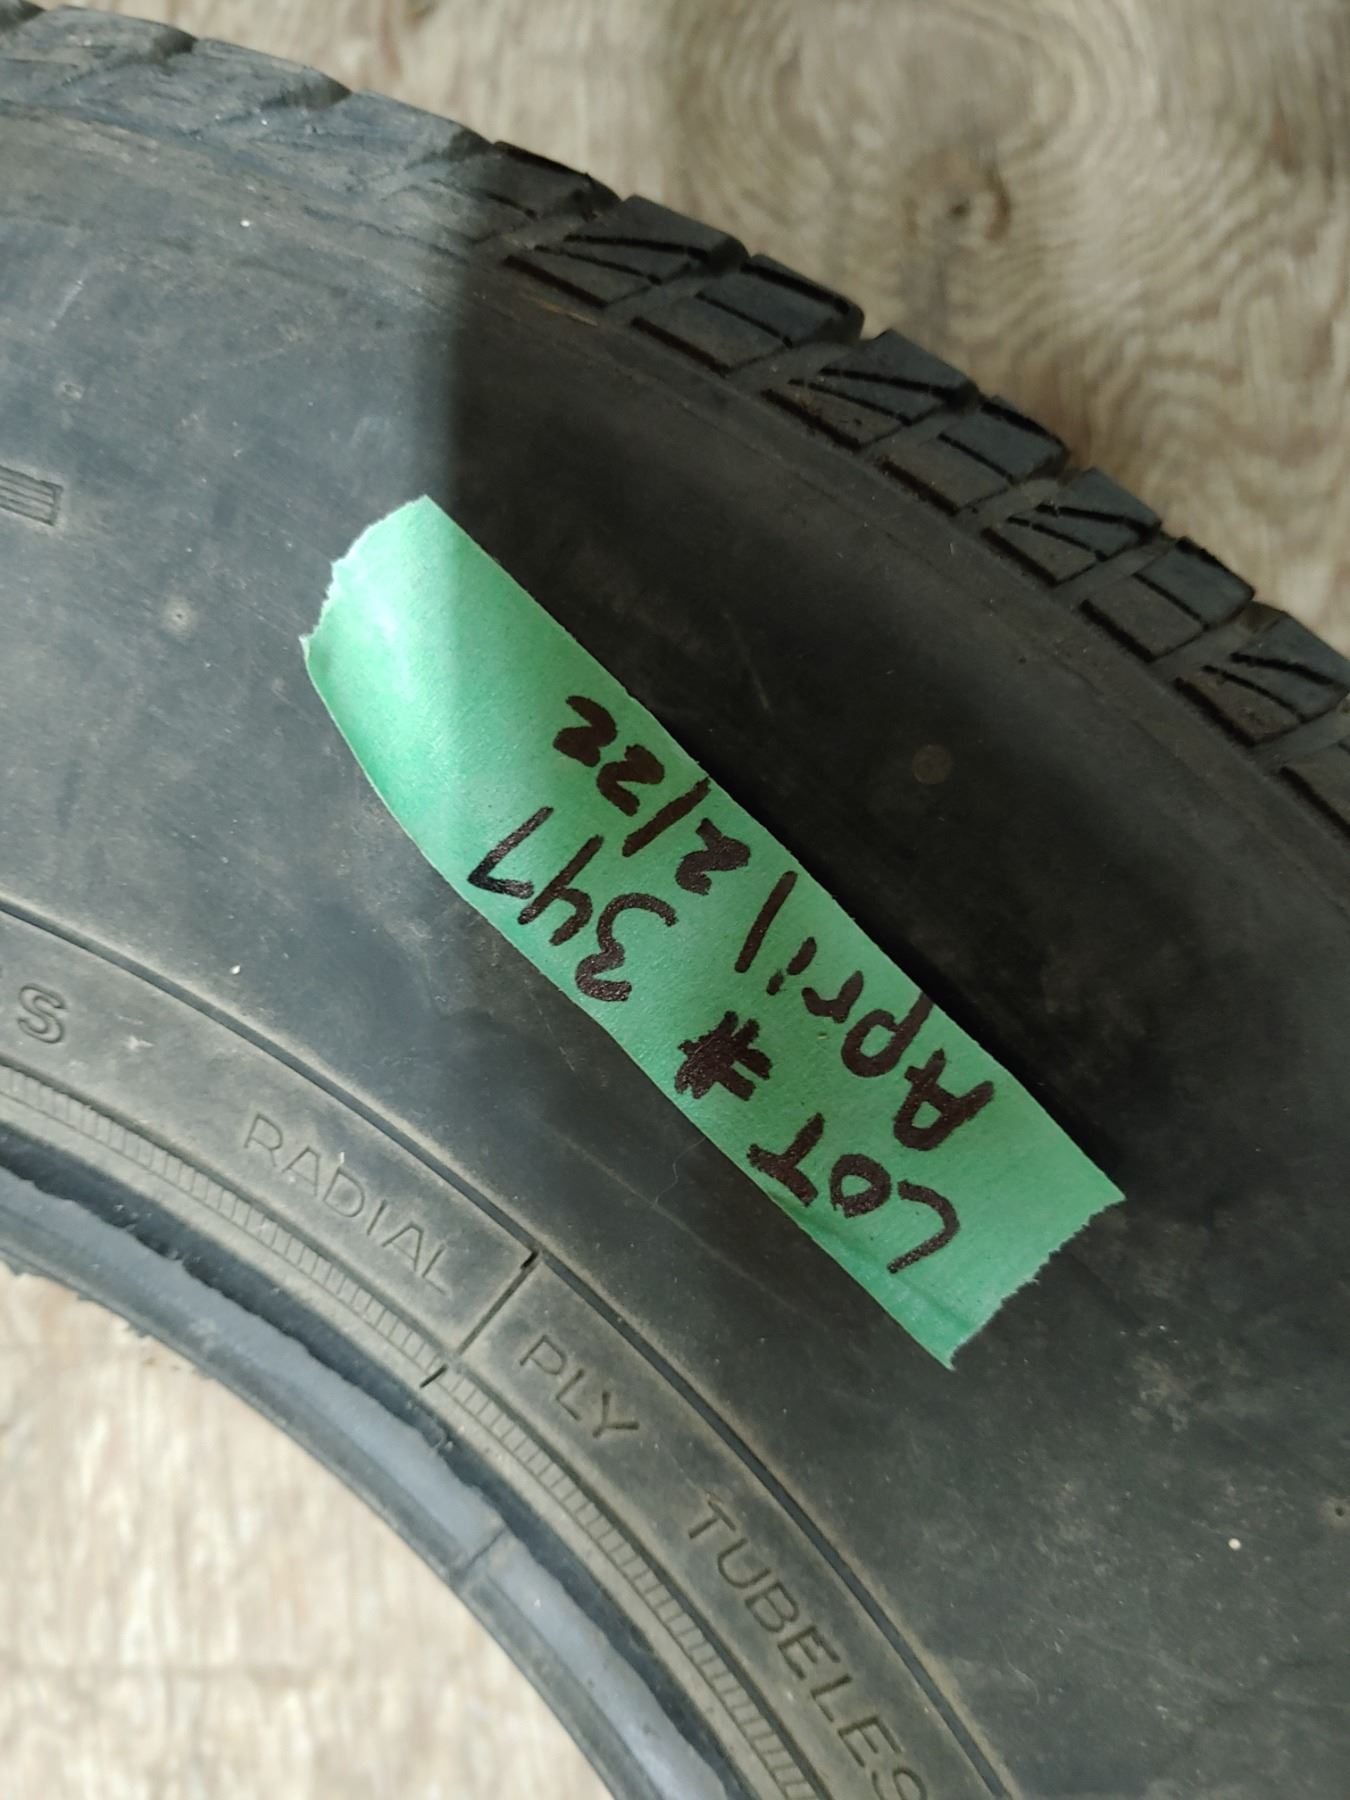 LOT # 347
April 2/22
S
RADIAL
PLY TUBELES